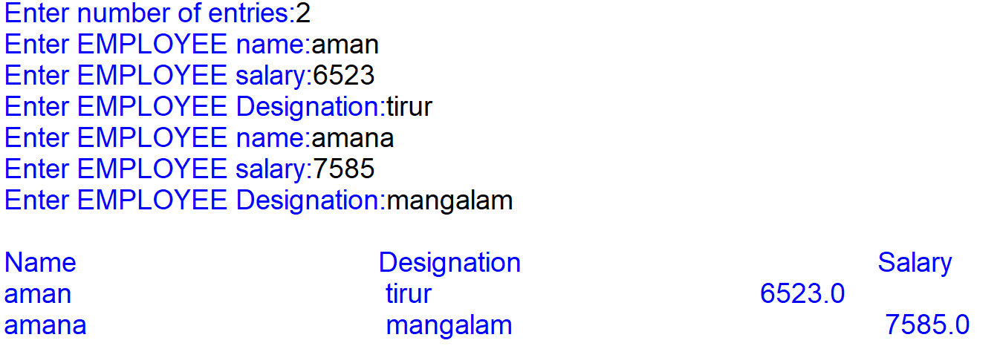 Enter number of entries:2
Enter EMPLOYEE name:aman
Enter EMPLOYEE salary:6523
Enter EMPLOYEE Designation:tirur
Enter EMPLOYEE name:amana
Enter EMPLOYEE salary:7585
Enter EMPLOYEE Designation:mangalam
Name Designation Salary
aman tirur 6523.0
amana mangalam 7585.0